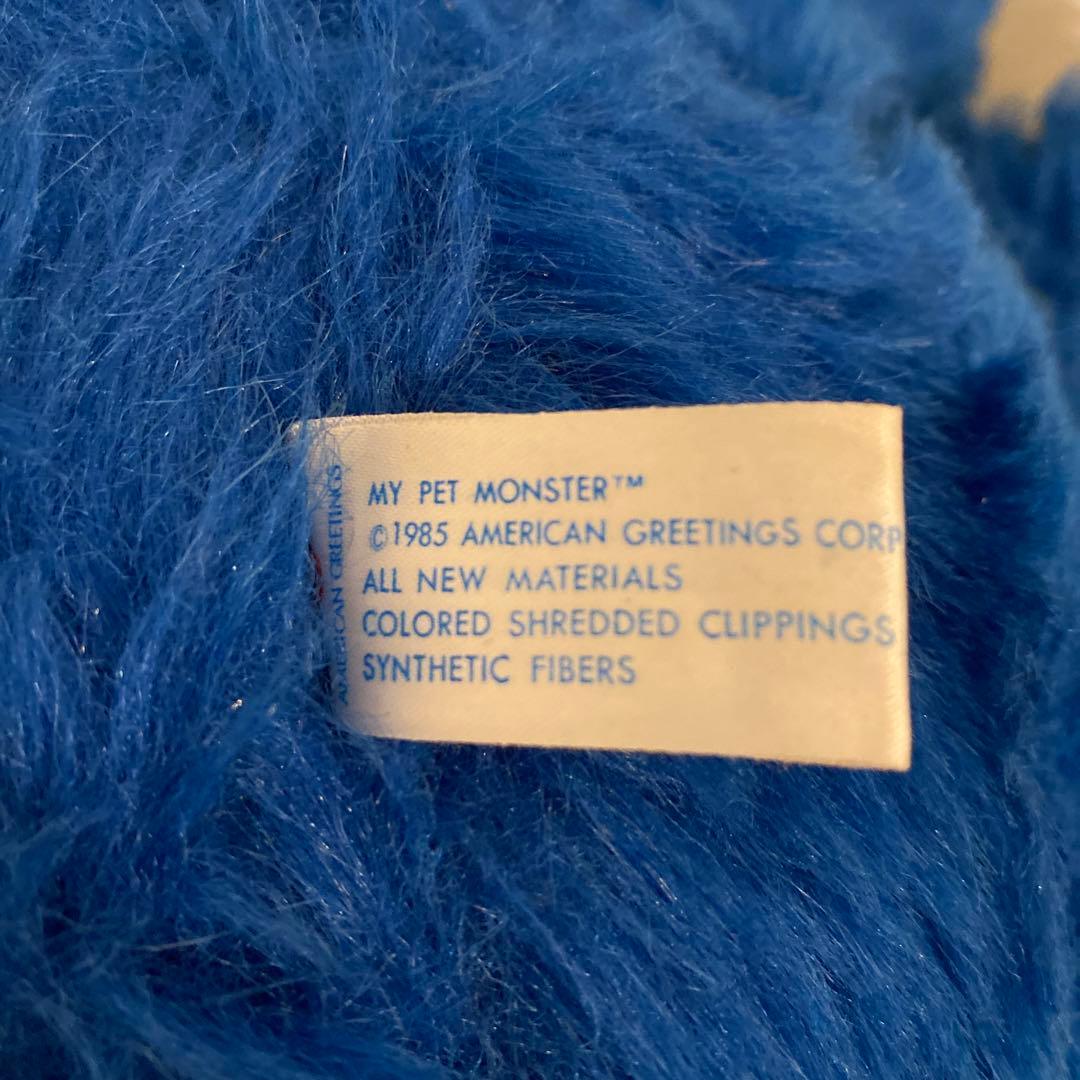 MY PET MONSTER™
©1985 AMERICAN GREETINGS CORP
ALL NEW MATERIALS
COLORED SHREDDED CLIPPINGS
SYNTHETIC FIBERS
AMERICAN GREETINGS